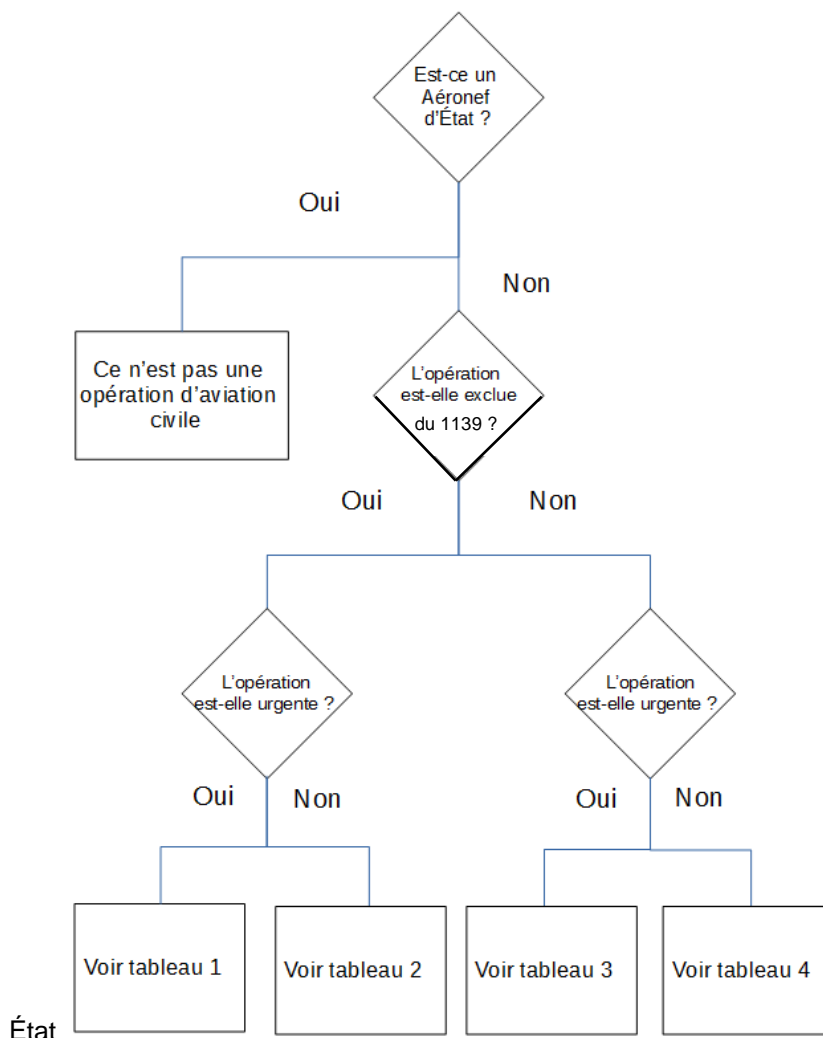 Est-ce un
Aéronef
d'État ?
Oui
Non
Ce n'est pas une
opération d'aviation
civile
L'opération
est-elle exclue
du 1139 ?
Oui
Non
L'opération
est-elle urgente ?
L'opération
est-elle urgente ?
Oui
Non
Oui
Non
Voir tableau 1
Voir tableau 2
Voir tableau 3
Voir tableau 4
État